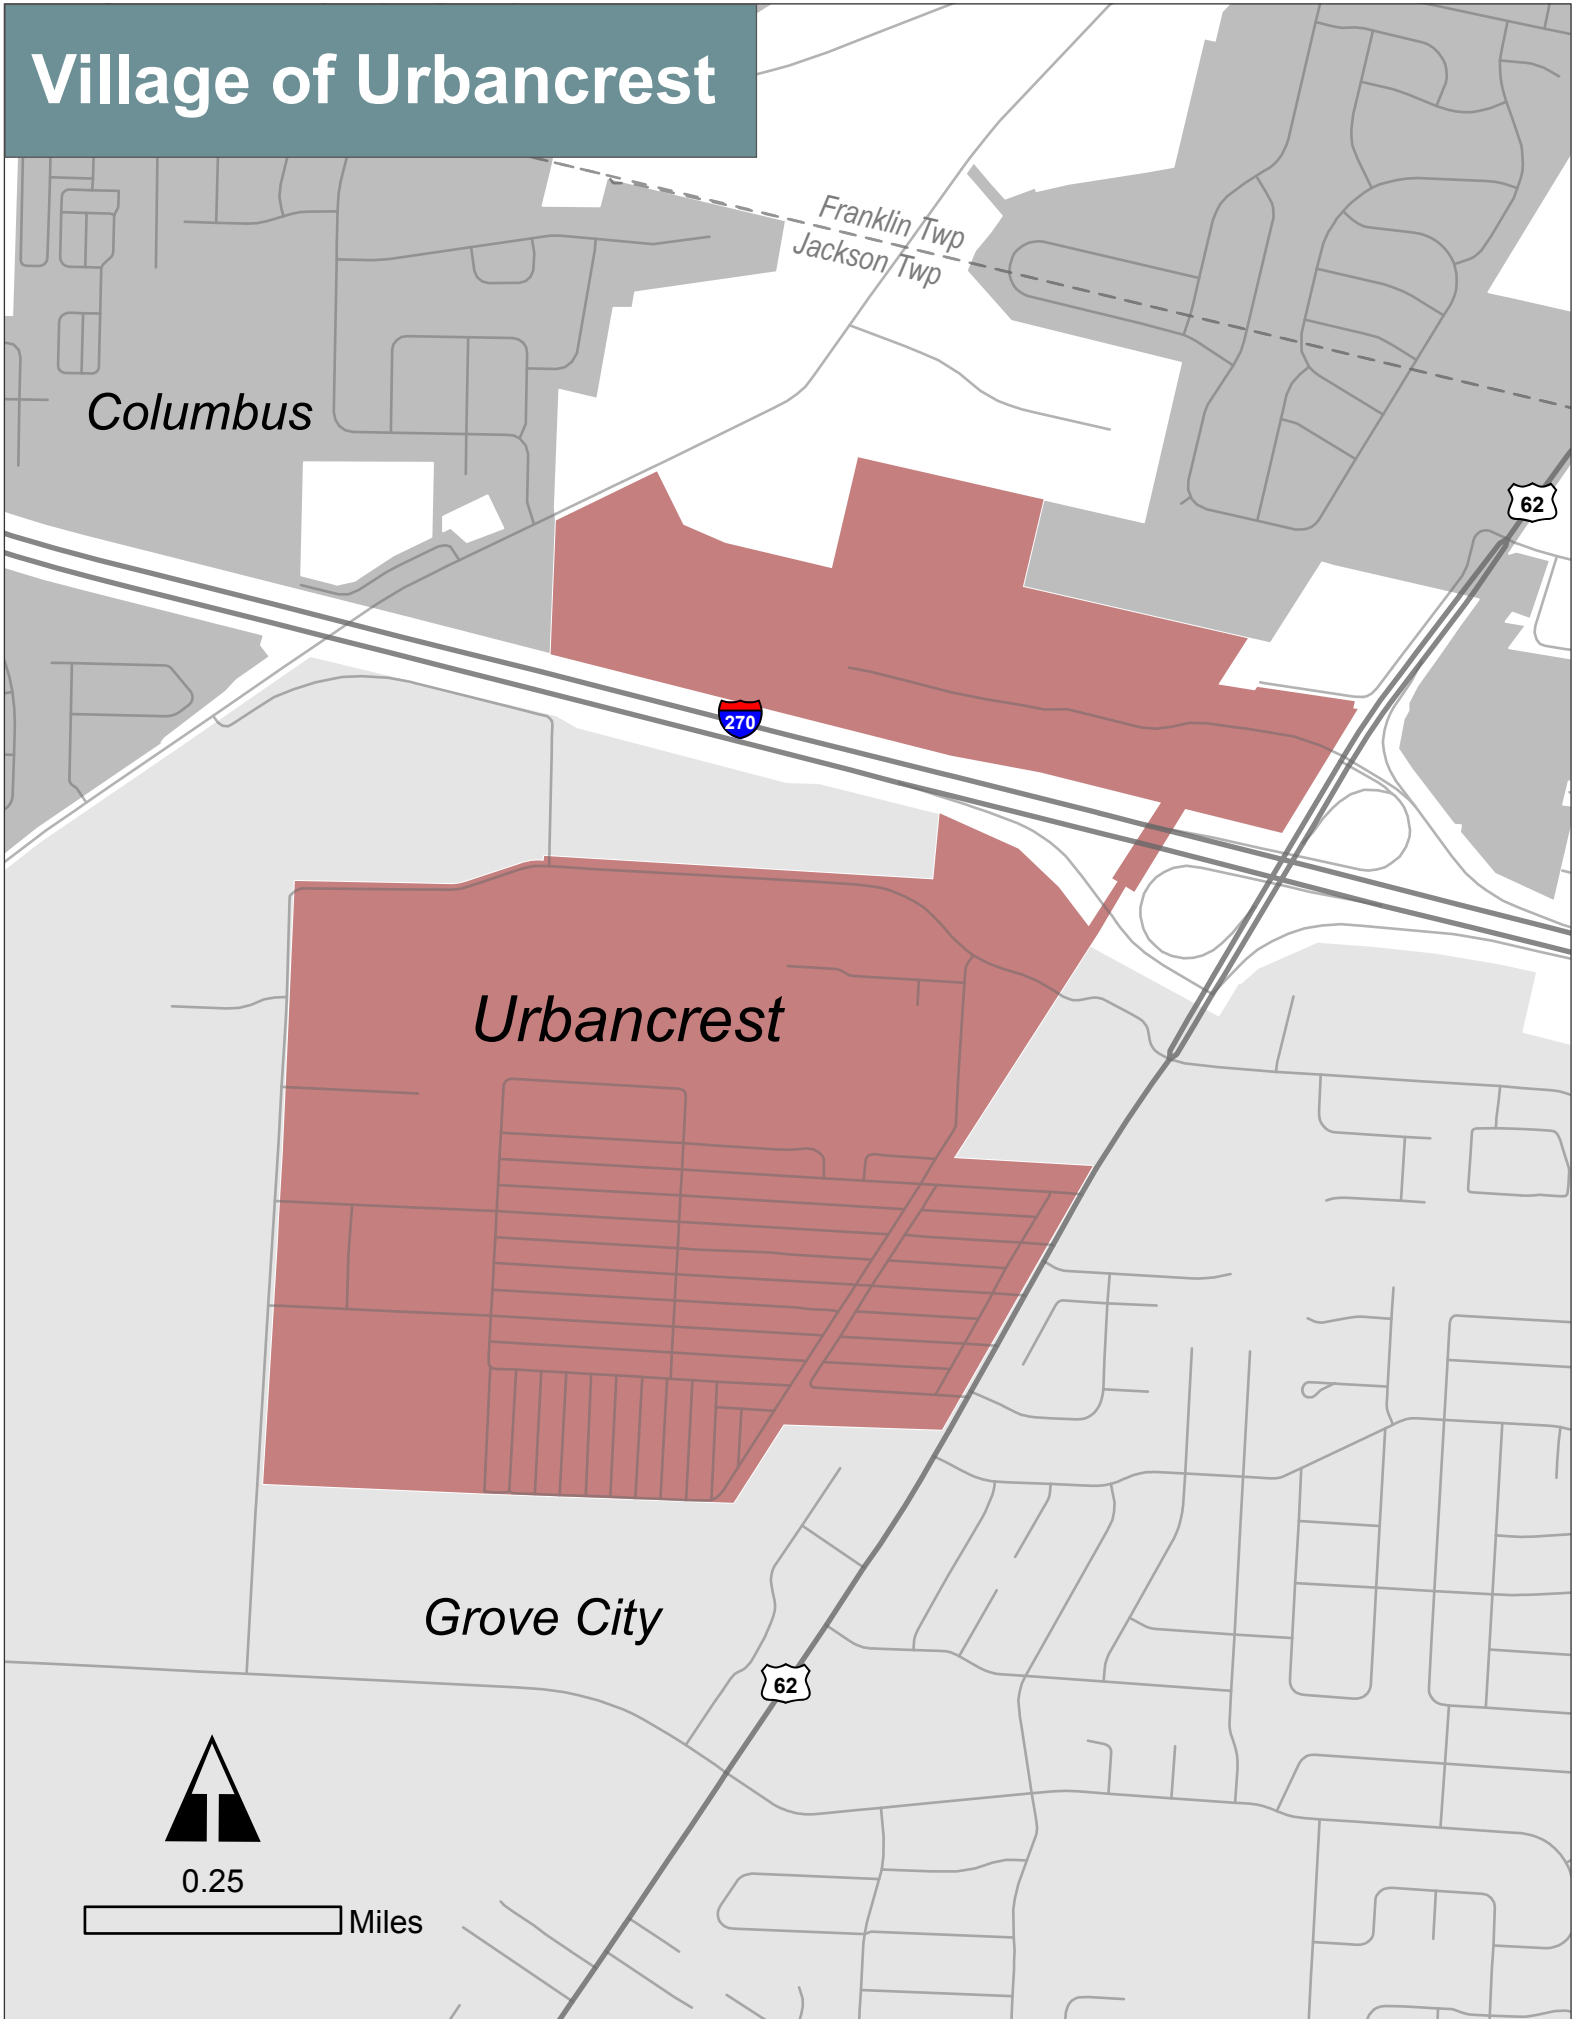 Village of Urbancrest
Franklin Twp
Jackson Twp
Columbus
62
270
Urbancrest
Grove City
62
0.25
Miles